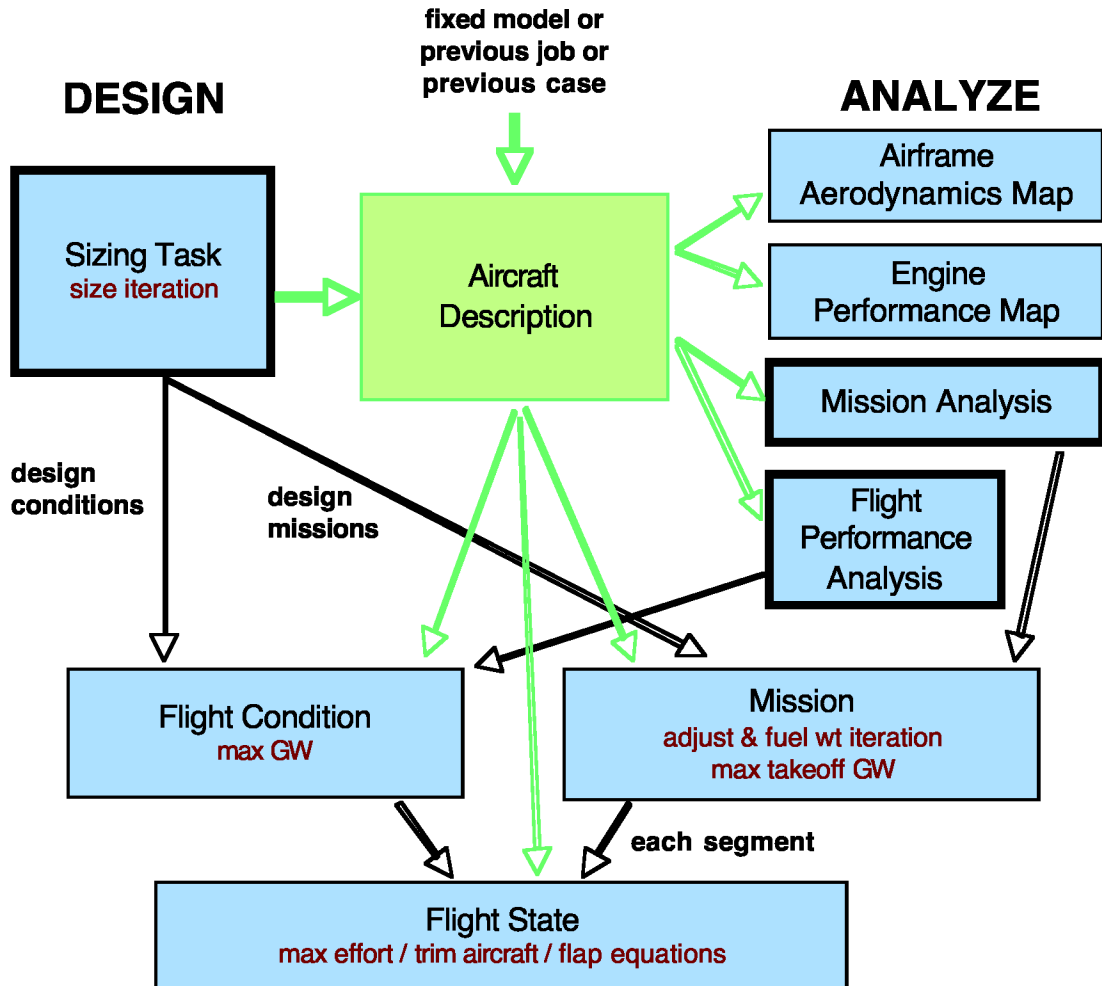 fixed model or
previous job or
previous case
DESIGN
ANALYZE
Airframe
Aerodynamics Map
Sizing Task
size iteration
Aircraft
Description
Engine
Performance Map
Mission Analysis
design
conditions
design
missions
Flight
Performance
Analysis
Flight Condition
max GW
Mission
adjust & fuel wt iteration
max takeoff GW
each segment
Flight State
max effort / trim aircraft / flap equations